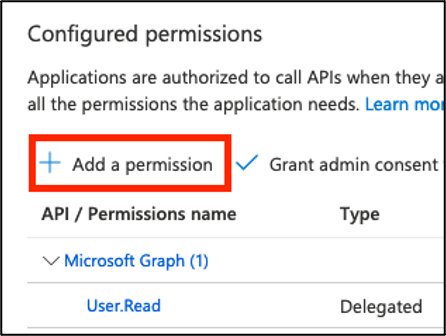 Configured permissions
Applications are authorized to call APIs when they a
all the permissions the application needs. Learn mo
Add a permission Grant admin consent
API / Permissions name Type
Microsoft Graph (1)
User.Read Delegated